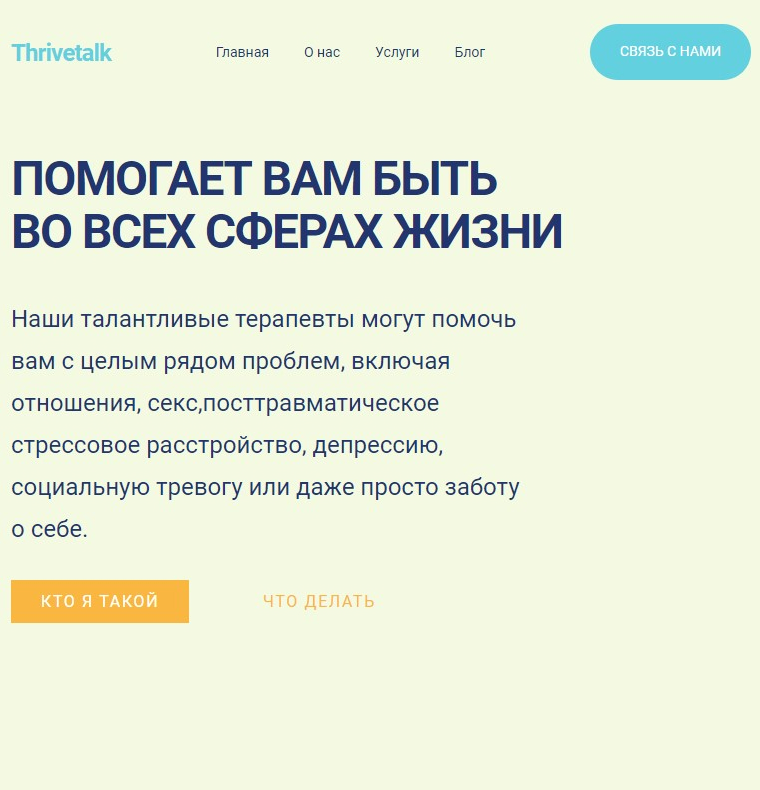 Thrivetalk
Главная О нас Услуги Блог
СВЯЗЬ С НАМИ
ПОМОГАЕТ ВАМ БЫТЬ
ВО ВСЕХ СФЕРАХ ЖИЗНИ
Наши талантливые терапевты могут помочь
вам с целым рядом проблем, включая
отношения, секс,посттравматическое
стрессовое расстройство, депрессию,
социальную тревогу или даже просто заботу
о себе.
КТО Я ТАКОЙ
ЧТО ДЕЛАТЬ